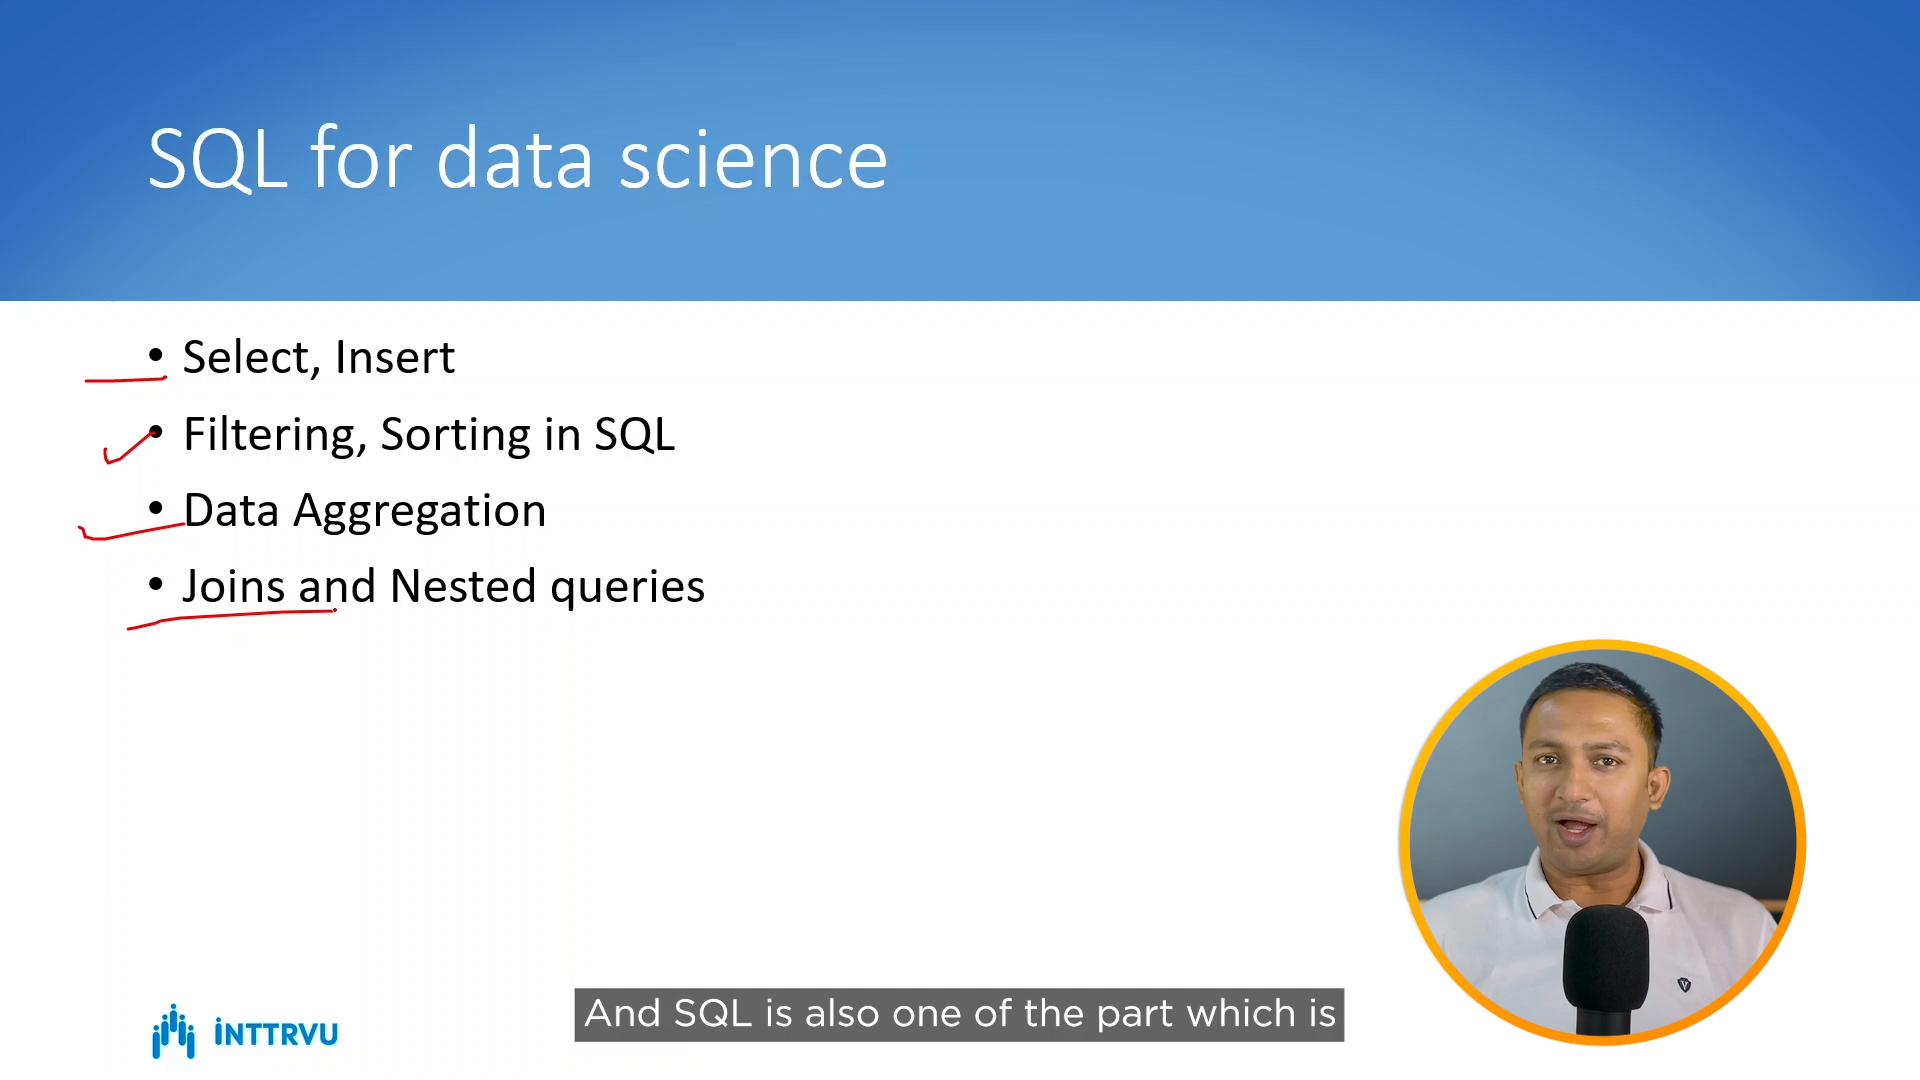 SQL for data science
• Select, Insert
• Filtering, Sorting in SQL
• Data Aggregation
• Joins and Nested queries
And SQL is also one of the part which is
INTTRVU